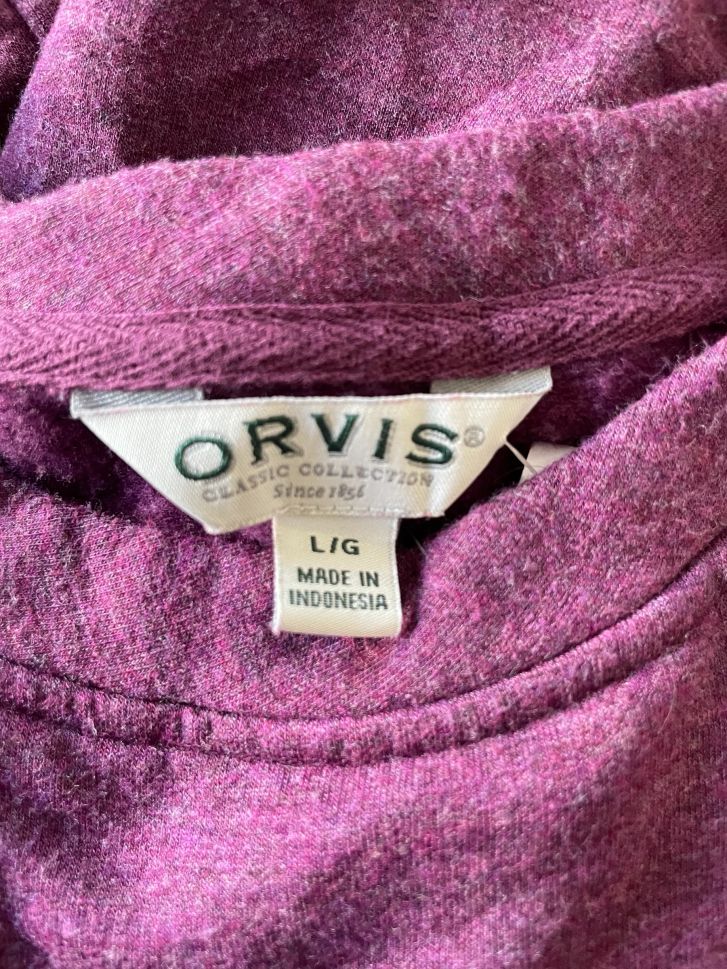 ORVIS®
CLASSIC COLLECTION
Since 1856
L/G
MADE IN
INDONESIA